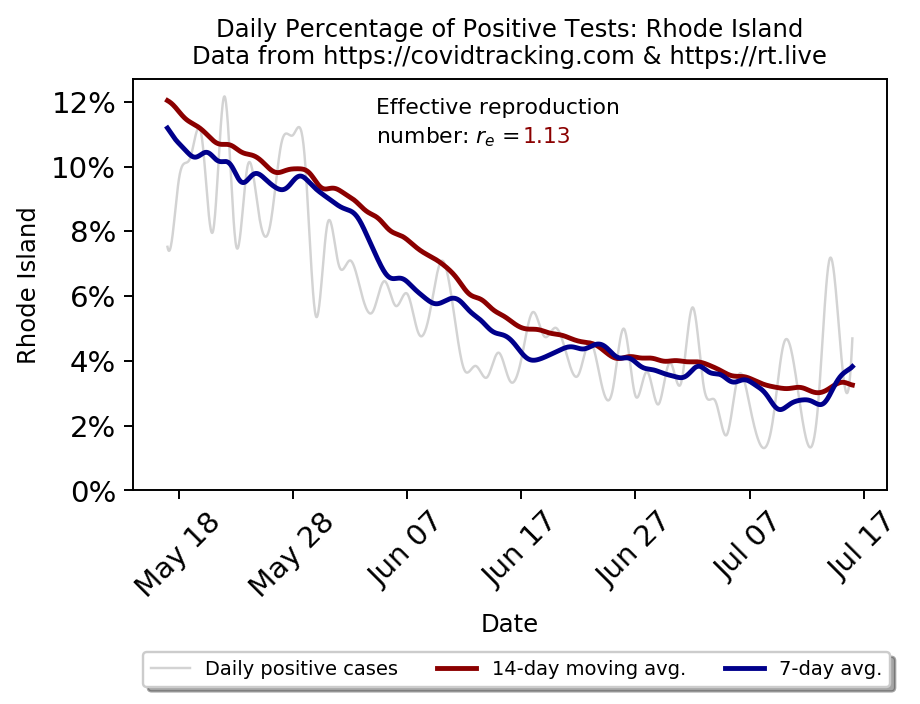 Daily Percentage of Positive Tests: Rhode Island
Data from https://covidtracking.com & https://rt.live
Effective reproduction
number: rₑ = 1.13
12%
10%
8%
6%
4%
2%
0%
Rhode Island
May 18
May 28
Jun 07
Jun 17
Jun 27
Jul 07
Jul 17
Date
Daily positive cases
14-day moving avg.
7-day avg.